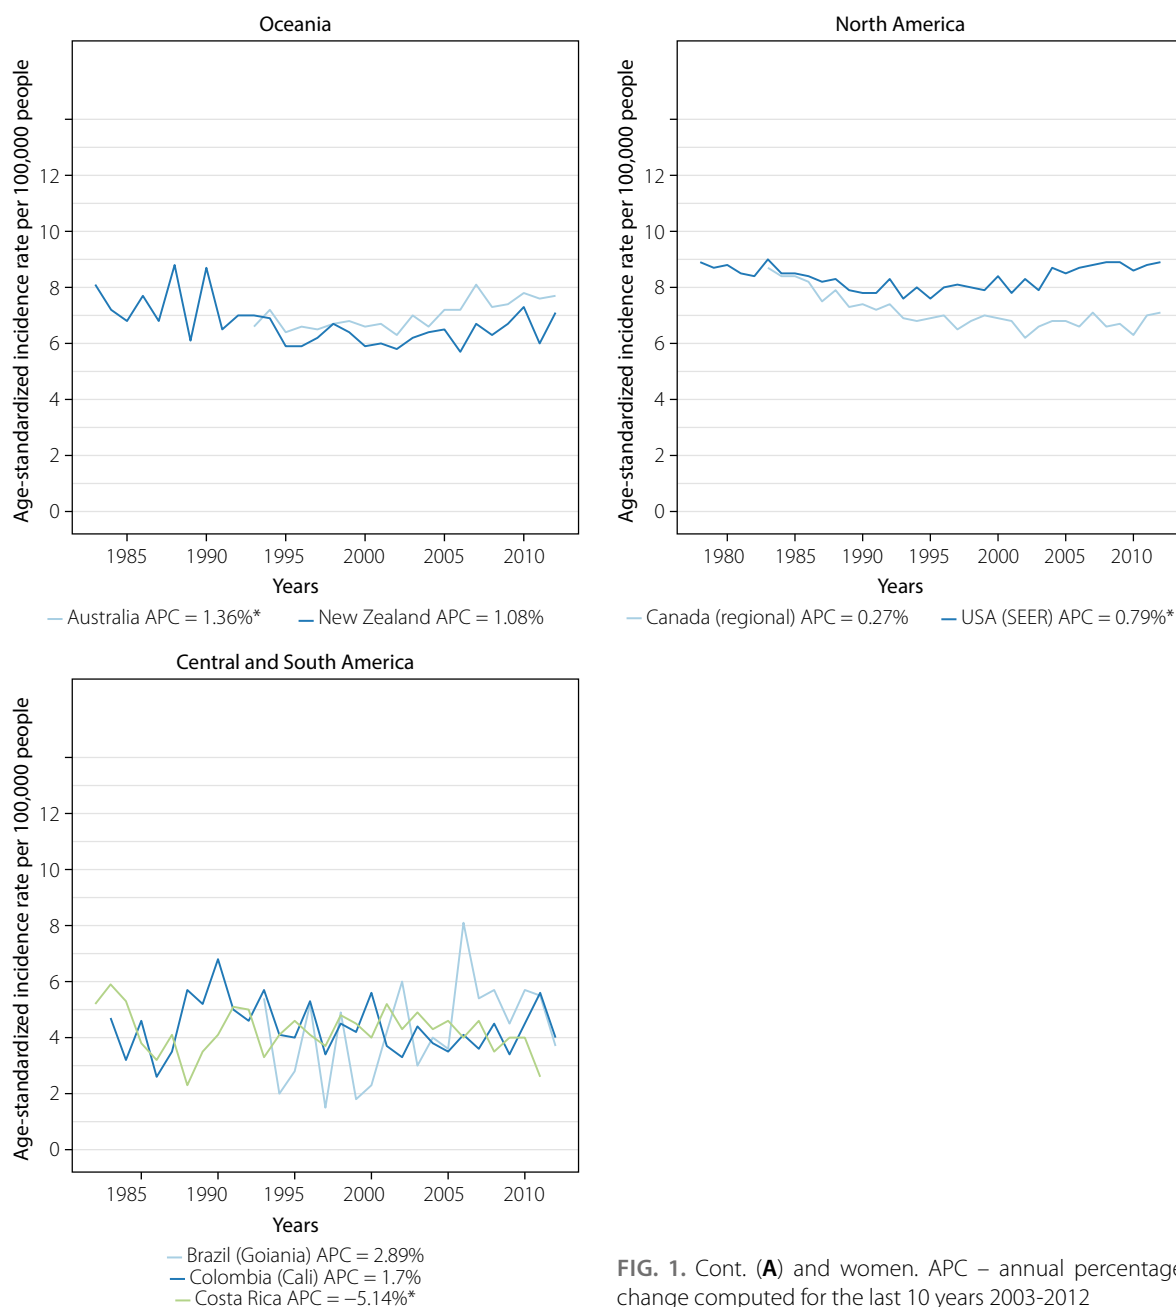 Oceania
Age-standardized incidence rate per 100,000 people
12
10
8
6
4
2
0
1985 1990 1995 2000 2005 2010
Years
Australia APC = 1.36%* New Zealand APC = 1.08%
North America
Age-standardized incidence rate per 100,000 people
12
10
8
6
4
2
0
1980 1985 1990 1995 2000 2005 2010
Years
Canada (regional) APC = 0.27% USA (SEER) APC = 0.79%*
Central and South America
Age-standardized incidence rate per 100,000 people
12
10
8
6
4
2
0
1985 1990 1995 2000 2005 2010
Years
Brazil (Goiania) APC = 2.89%
Colombia (Cali) APC = 1.7%
Costa Rica APC = −5.14%*
FIG. 1. Cont. (A) and women. APC – annual percentage
change computed for the last 10 years 2003-2012